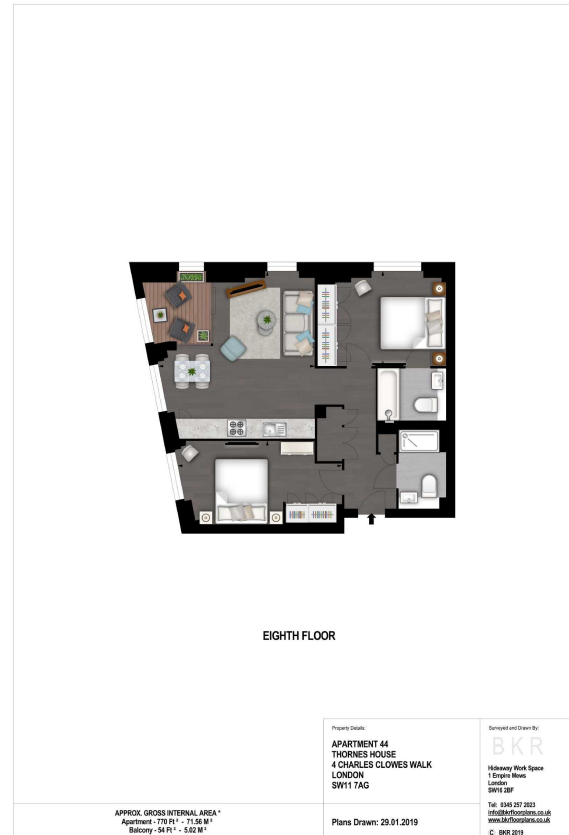 EIGHTH FLOOR
Property Details:
APARTMENT 44
THORNES HOUSE
4 CHARLES CLOWES WALK
LONDON
SW11 7AG
Plans Drawn: 29.01.2019
Surveyed and Drawn By:
BKR
Hideaway Work Space
1 Empire Mews
London
SW16 2BF
Tel: 0345 257 2023
info@bkrfloorplans.co.uk
www.bkrfloorplans.co.uk
C BKR 2019
APPROX. GROSS INTERNAL AREA *
Apartment - 770 Ft² - 71.56 M²
Balcony - 54 Ft² - 5.02 M²